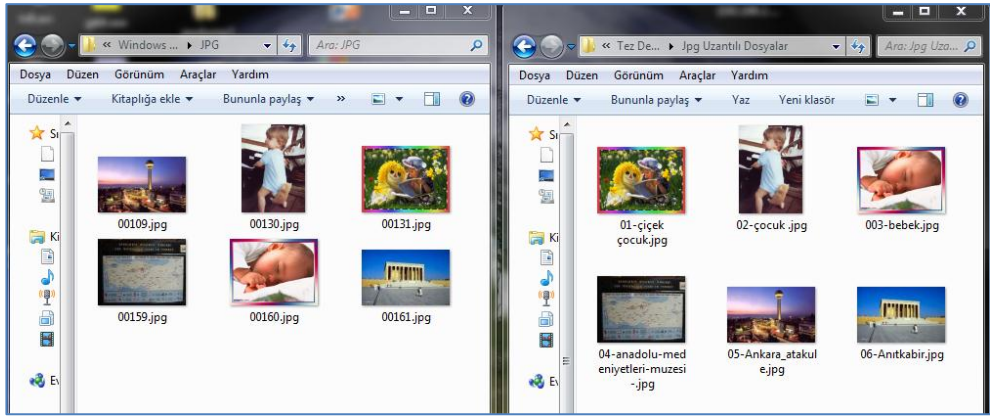 « Windows ... ▸ JPG
Ara: JPG
Dosya Düzen Görünüm Araçlar Yardım
Düzenle Kitaplığa ekle Bununla paylaş »
00109.jpg 00130.jpg 00131.jpg
00159.jpg 00160.jpg 00161.jpg
« Tez De... ▸ Jpg Uzantılı Dosyalar
Ara: Jpg Uza...
Dosya Düzen Görünüm Araçlar Yardım
Düzenle Bununla paylaş Yaz Yeni klasör
01-çiçek
çocuk.jpg
02-çocuk .jpg
003-bebek.jpg
04-anadolu-med
eniyetleri-muzesi
-.jpg
05-Ankara_atakul
e.jpg
06-Anıtkabir.jpg